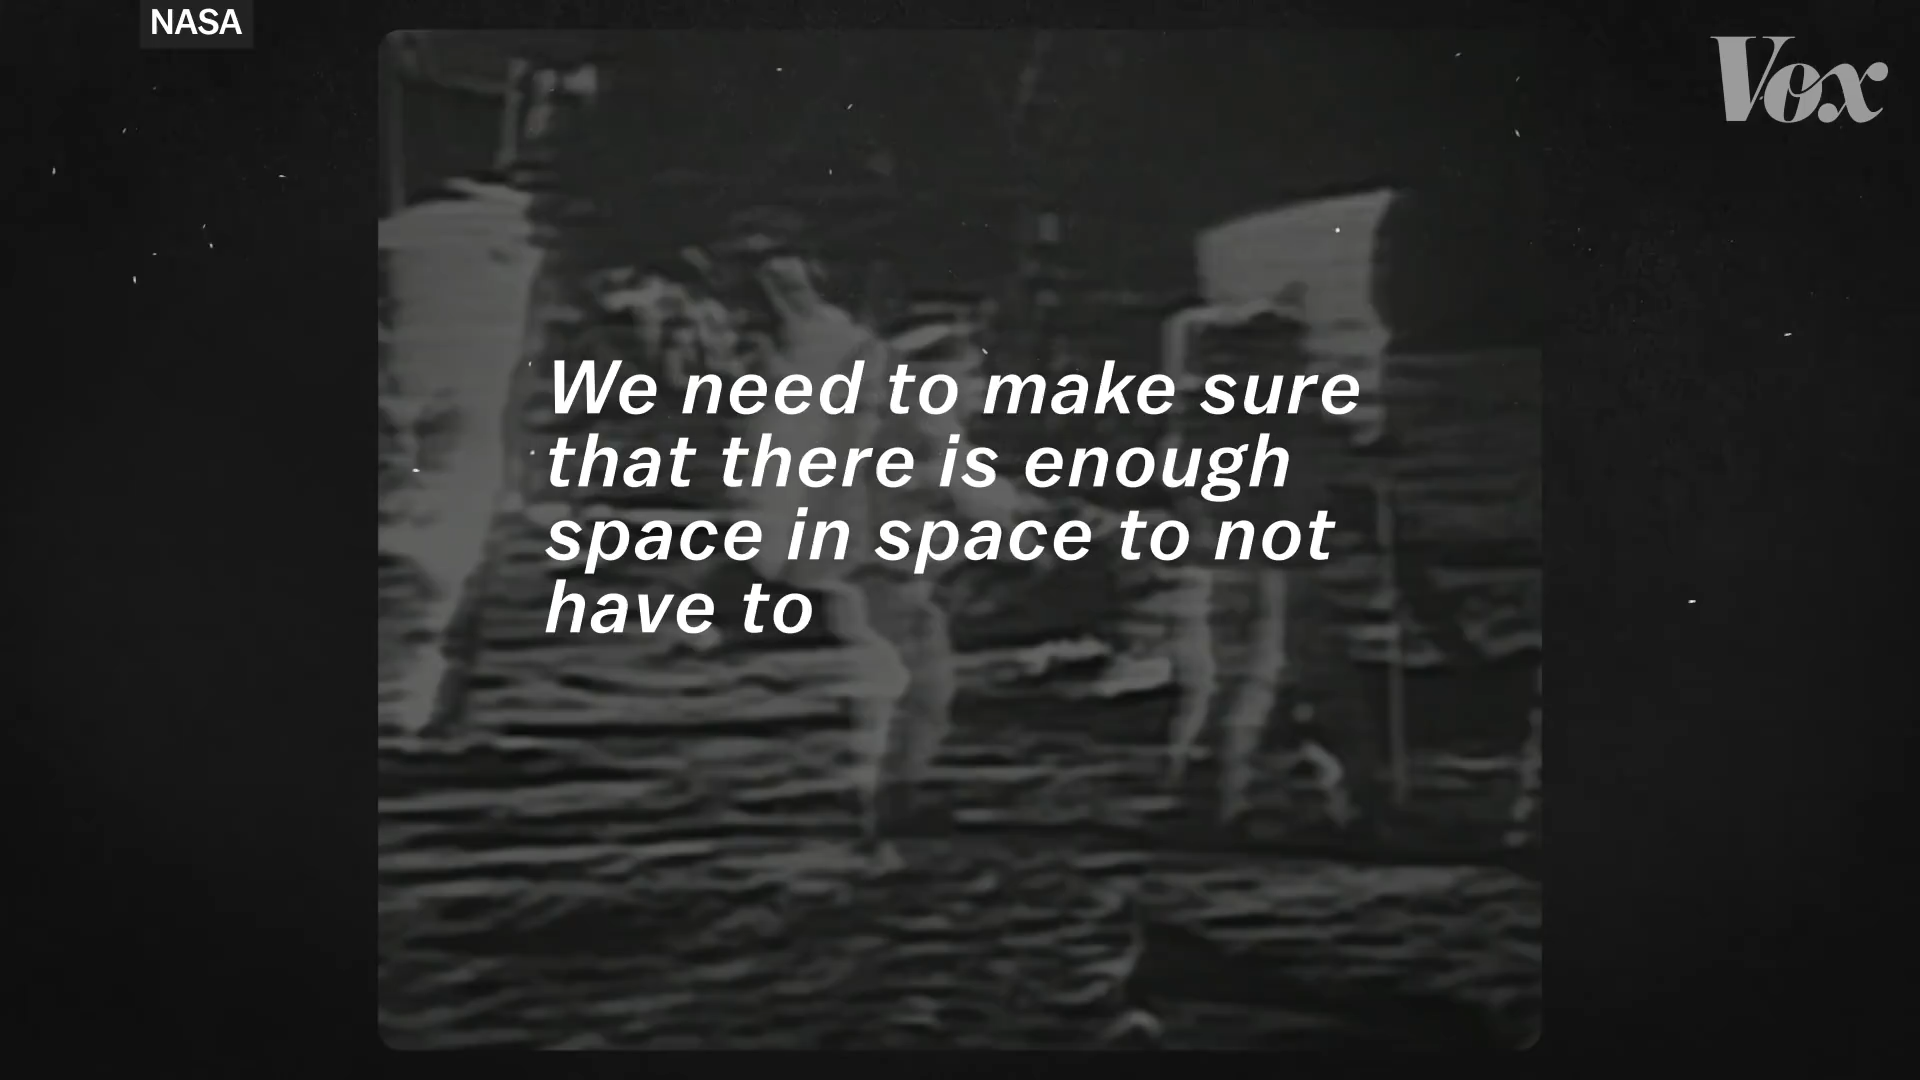 NASA
Vox
We need to make sure
that there is enough
space in space to not
have to